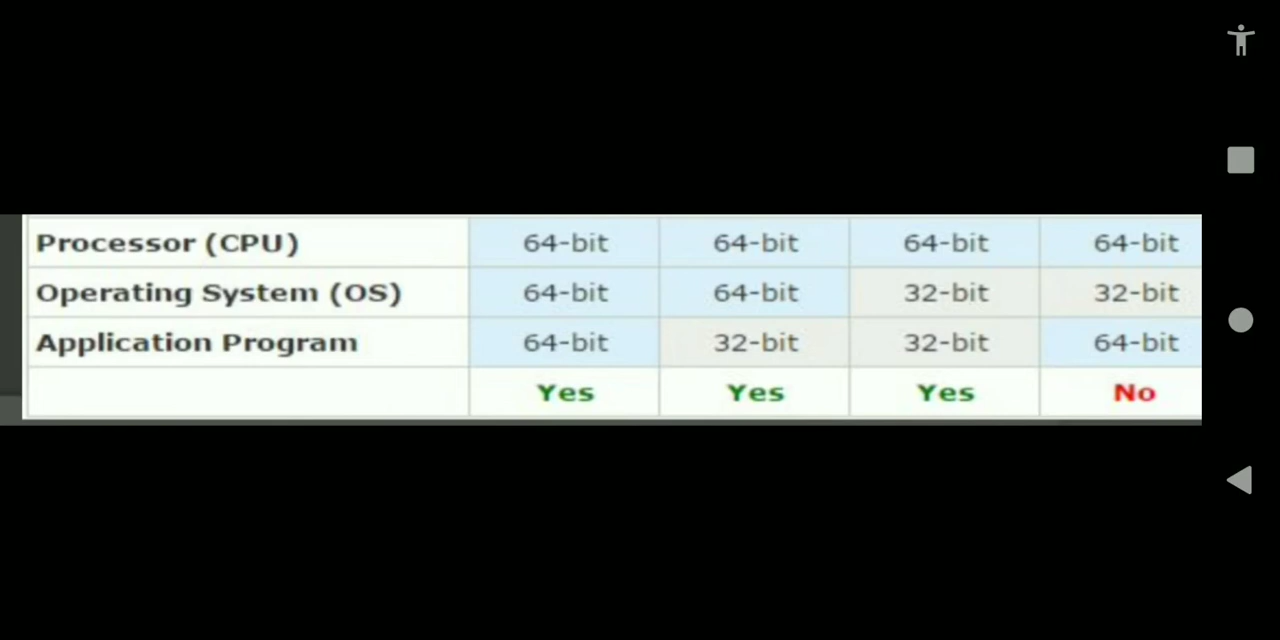 Processor (CPU) 64-bit 64-bit 64-bit 64-bit
Operating System (OS) 64-bit 64-bit 32-bit 32-bit
Application Program 64-bit 32-bit 32-bit 64-bit
Yes Yes Yes No